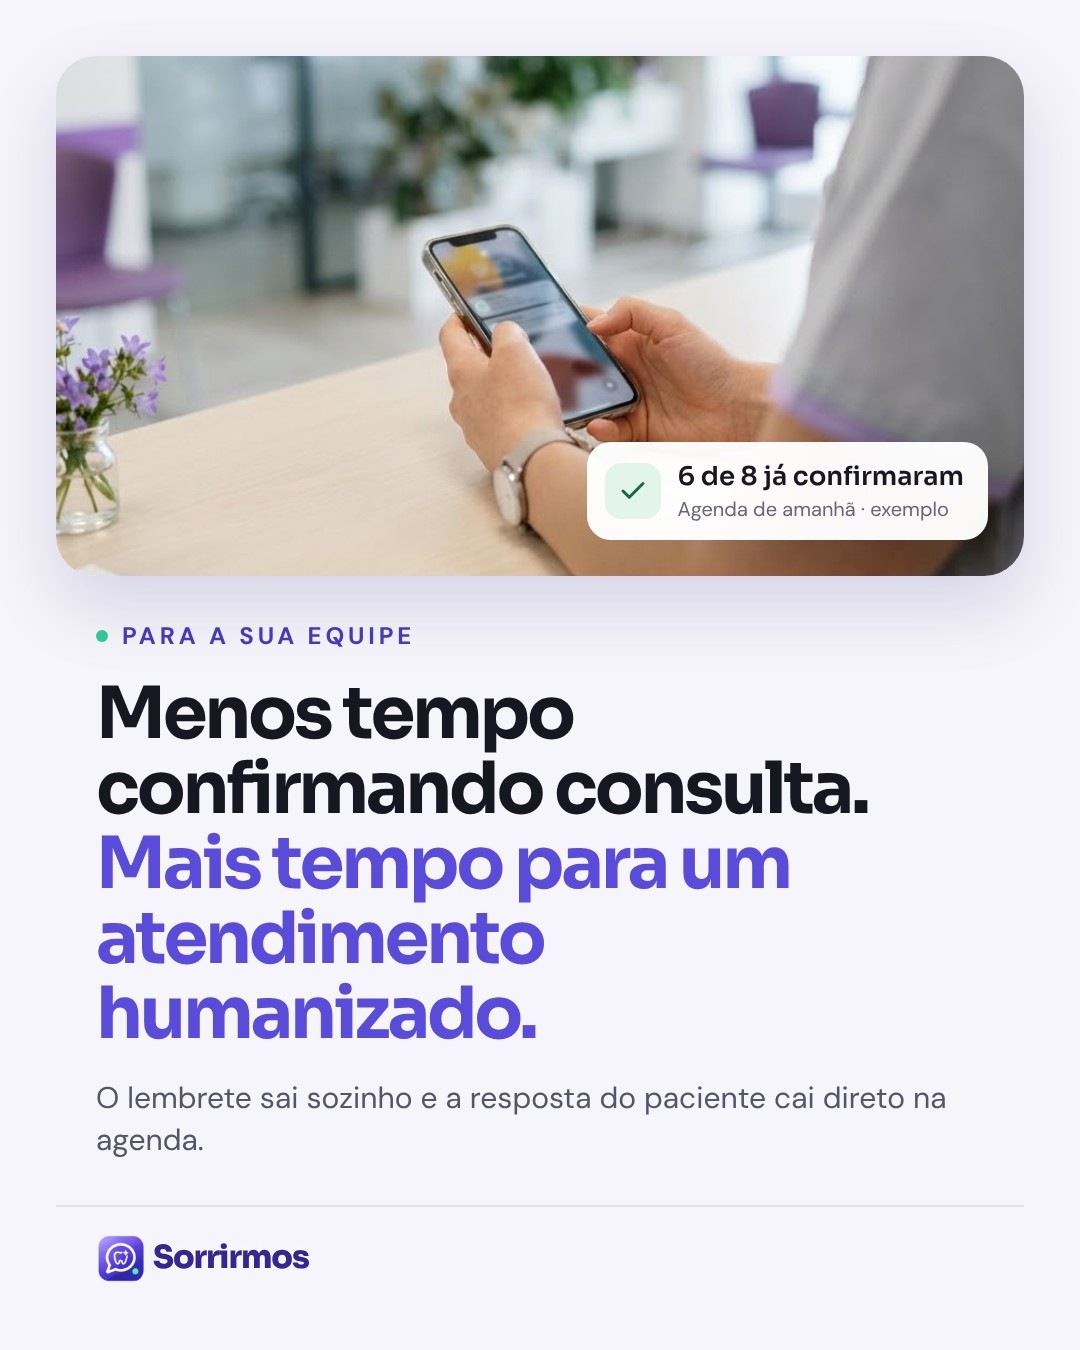 6 de 8 já confirmaram
Agenda de amanhã · exemplo
PARA A SUA EQUIPE
Menos tempo
confirmando consulta.
Mais tempo para um
atendimento
humanizado.
O lembrete sai sozinho e a resposta do paciente cai direto na
agenda.
Sorrirmos